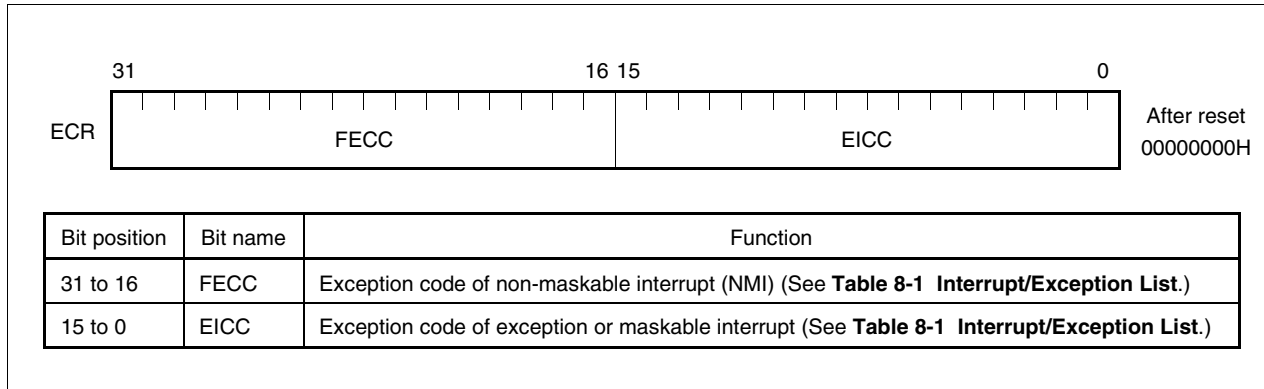 31 16 15 0
ECR FECC EICC After reset
00000000H
Bit position Bit name Function
31 to 16 FECC Exception code of non-maskable interrupt (NMI) (See Table 8-1 Interrupt/Exception List.)
15 to 0 EICC Exception code of exception or maskable interrupt (See Table 8-1 Interrupt/Exception List.)